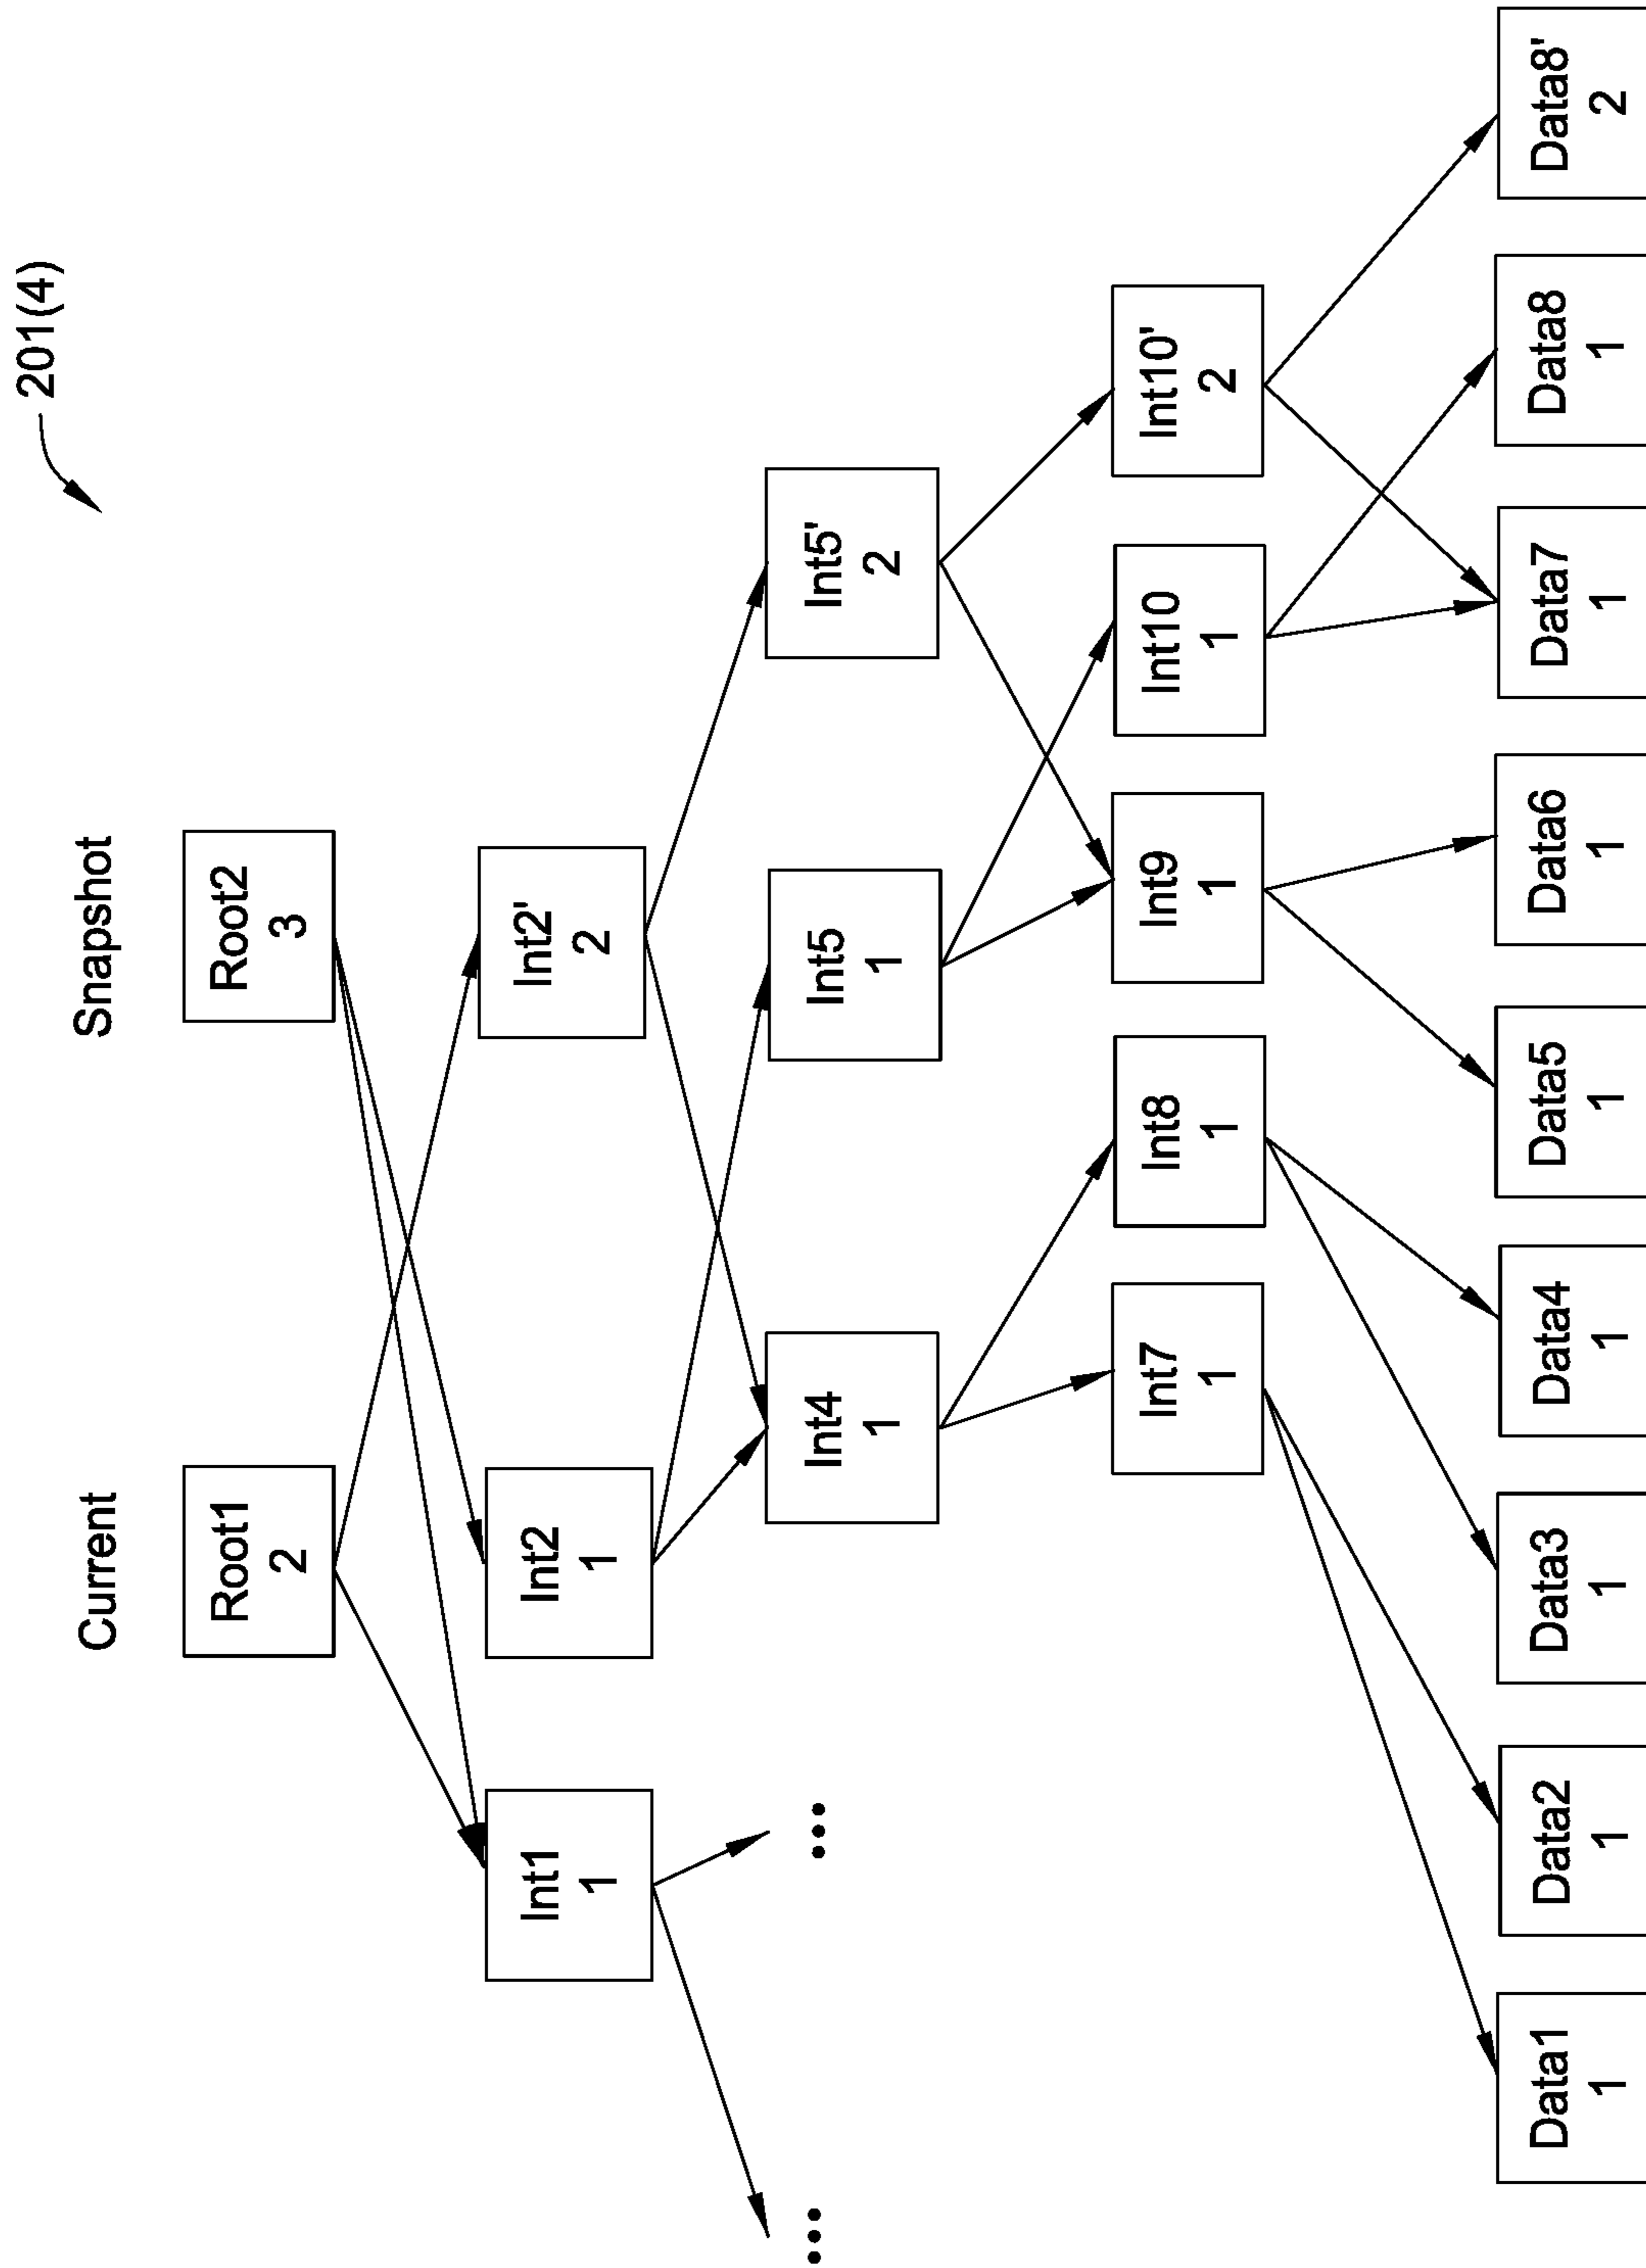 201(4)
Current
Snapshot
Root1
2
Root2
3
Int1
1
Int2
1
Int2'
2
...
...
Int4
1
Int5
1
Int5'
2
Int7
1
Int8
1
Int9
1
Int10
1
Int10'
2
Data1
1
Data2
1
Data3
1
Data4
1
Data5
1
Data6
1
Data7
1
Data8
1
Data8'
2